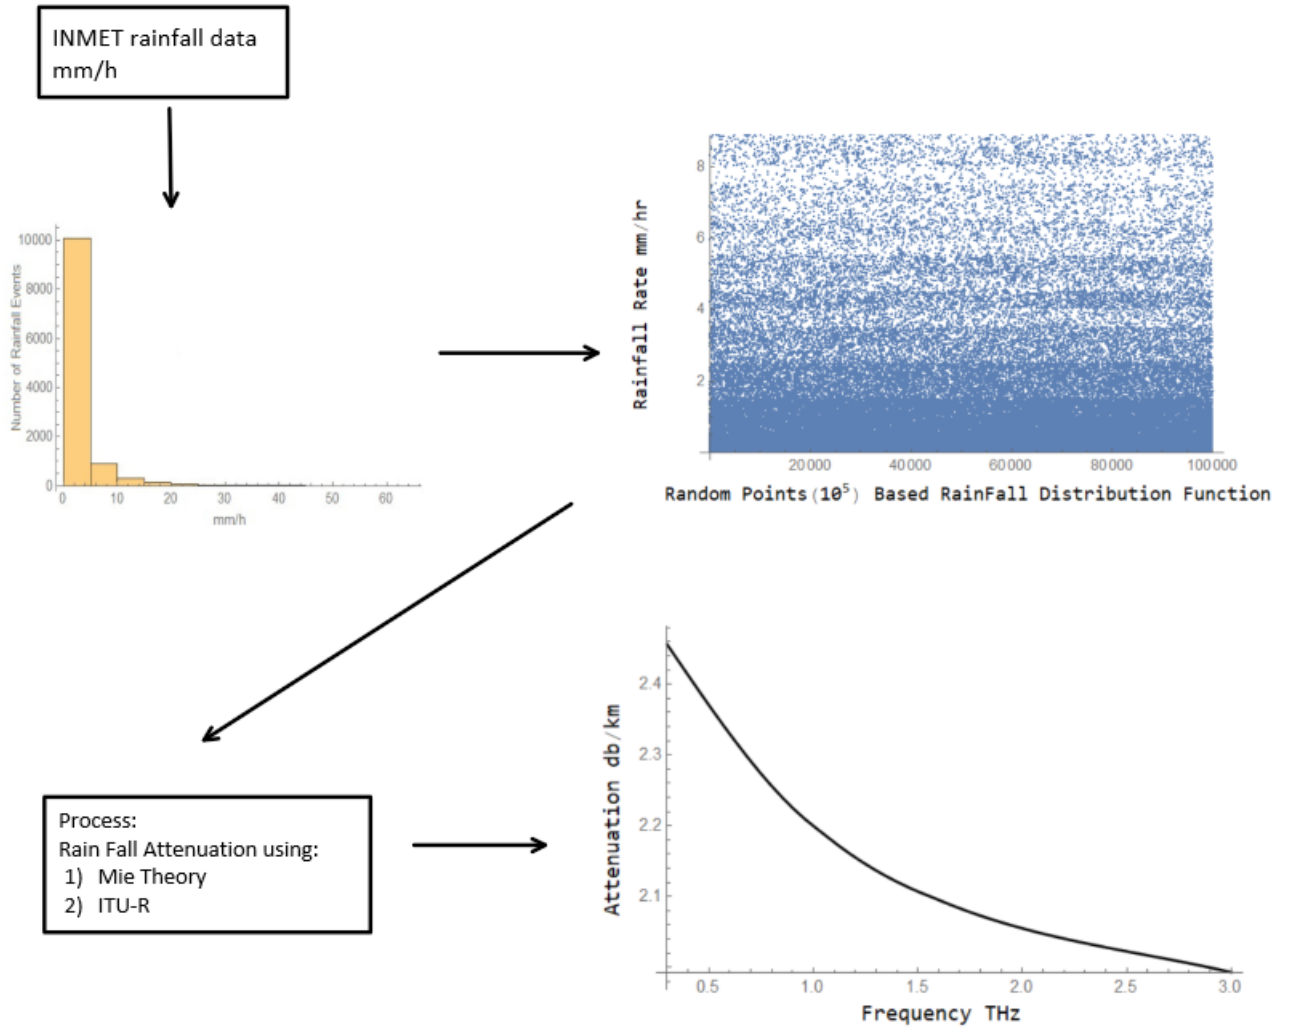 INMET rainfall data
mm/h
Number of Rainfall Events
10000
8000
6000
4000
2000
0
0 10 20 30 40 50 60
mm/h
Rainfall Rate mm/hr
8
6
4
2
20000 40000 60000 80000 100000
Random Points(10⁵) Based RainFall Distribution Function
Process:
Rain Fall Attenuation using:
1) Mie Theory
2) ITU-R
Attenuation db/km
2.4
2.3
2.2
2.1
0.5 1.0 1.5 2.0 2.5 3.0
Frequency THz